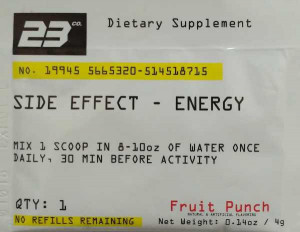 23 CO.
Dietary Supplement
NO. 19945 5665320-514518715
SIDE EFFECT - ENERGY
MIX 1 SCOOP IN 8-10oz OF WATER ONCE
DAILY, 30 MIN BEFORE ACTIVITY
QTY: 1
Fruit Punch
NATURAL & ARTIFICIAL FLAVORING
NO REFILLS REMAINING
Net Weight: 0.14oz / 4g